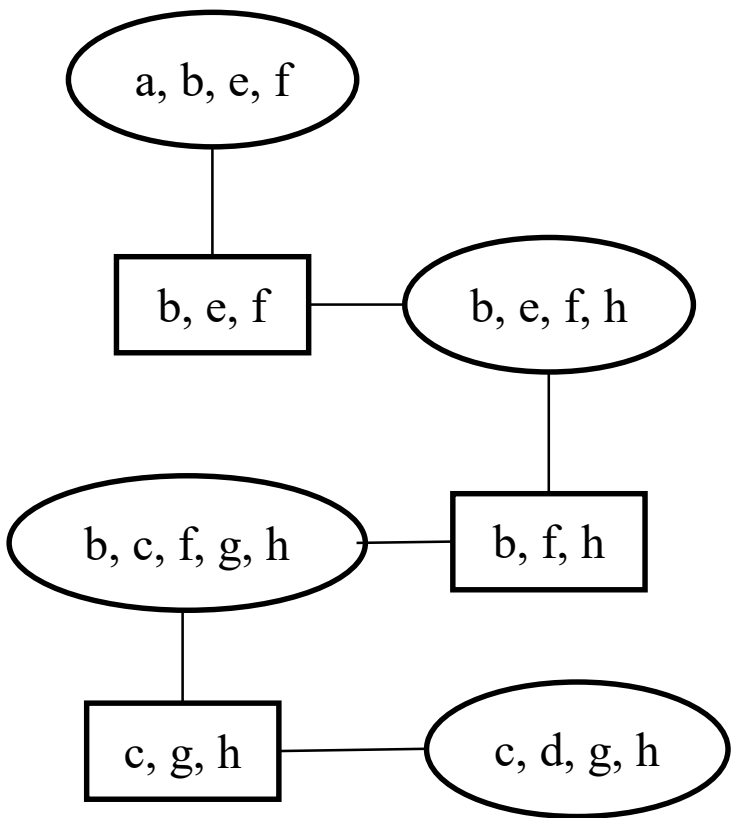 a, b, e, f
b, e, f
b, e, f, h
b, c, f, g, h
b, f, h
c, g, h
c, d, g, h